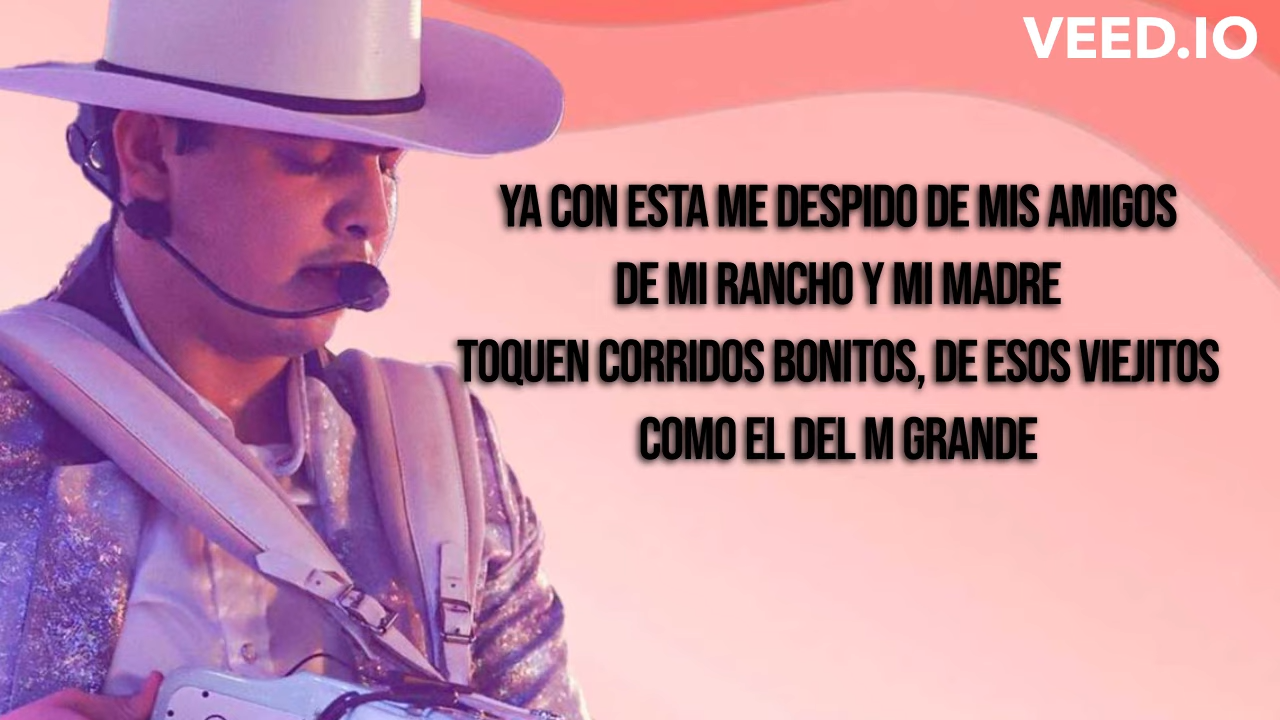 VEED.IO
YA CON ESTA ME DESPIDO DE MIS AMIGOS
DE MI RANCHO Y MI MADRE
TOQUEN CORRIDOS BONITOS, DE ESOS VIEJITOS
COMO EL DEL M GRANDE